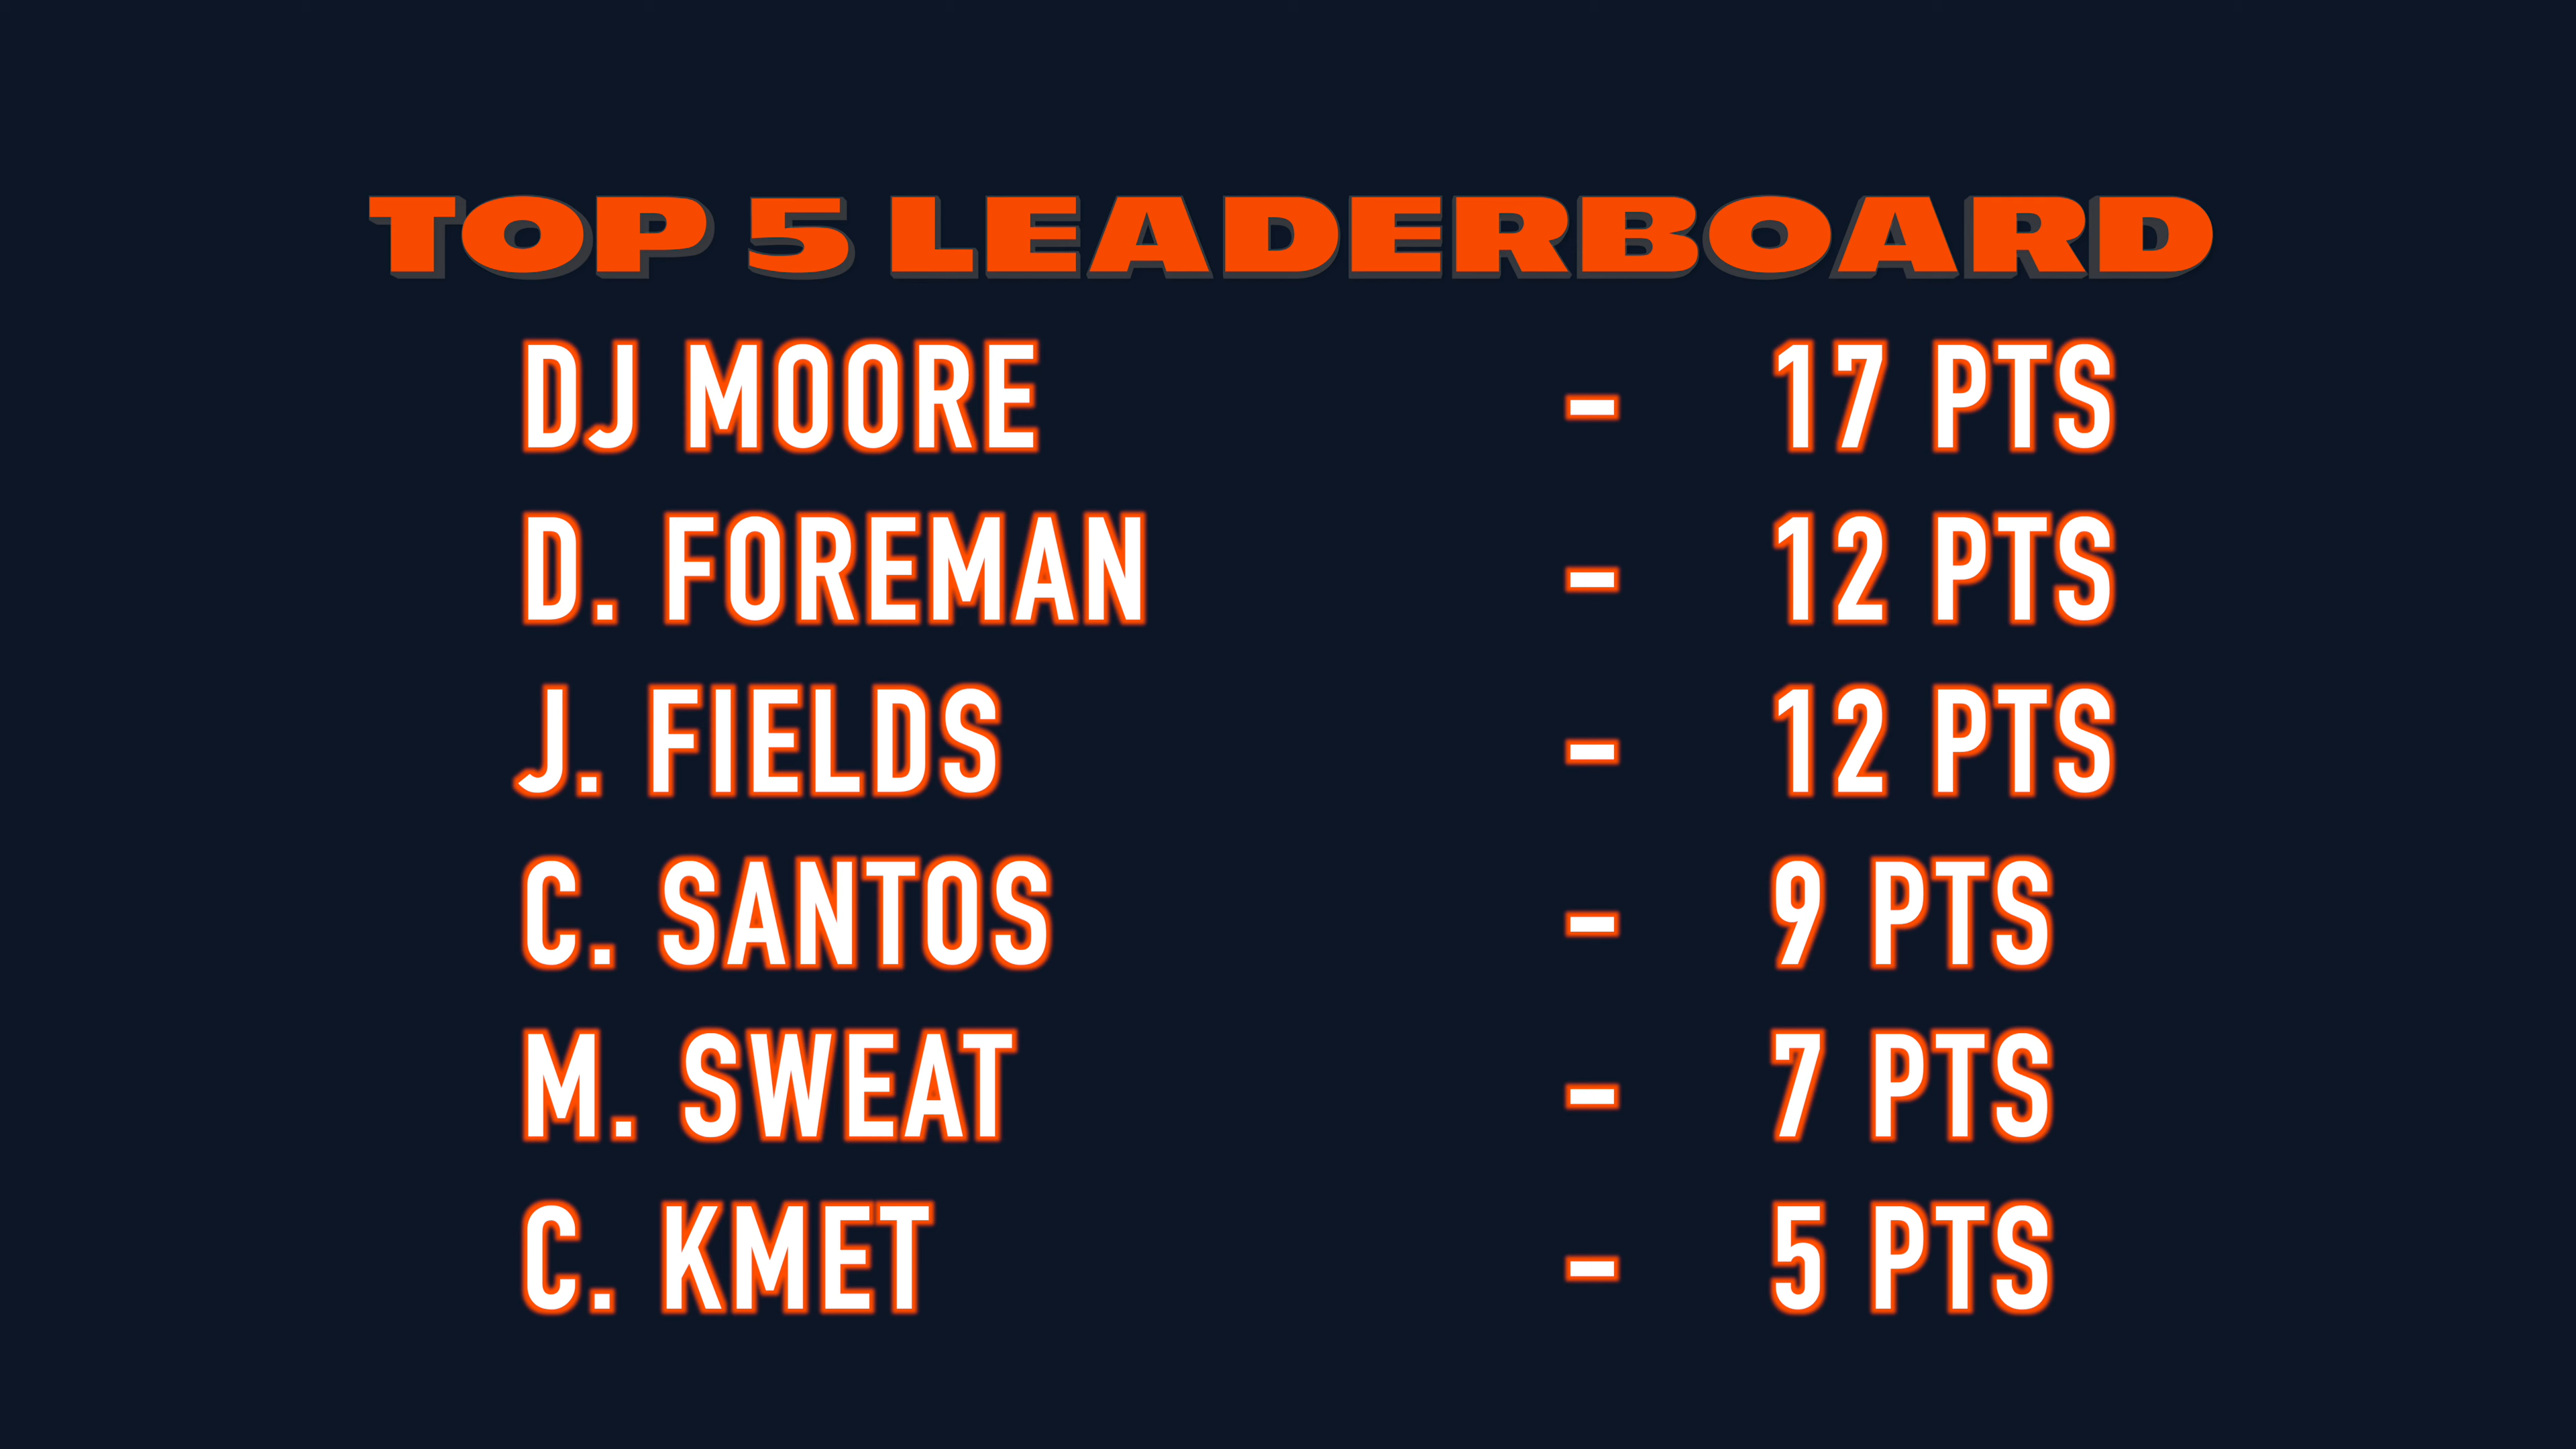 TOP 5 LEADERBOARD
DJ MOORE - 17 PTS
D. FOREMAN - 12 PTS
J. FIELDS - 12 PTS
C. SANTOS - 9 PTS
M. SWEAT - 7 PTS
C. KMET - 5 PTS